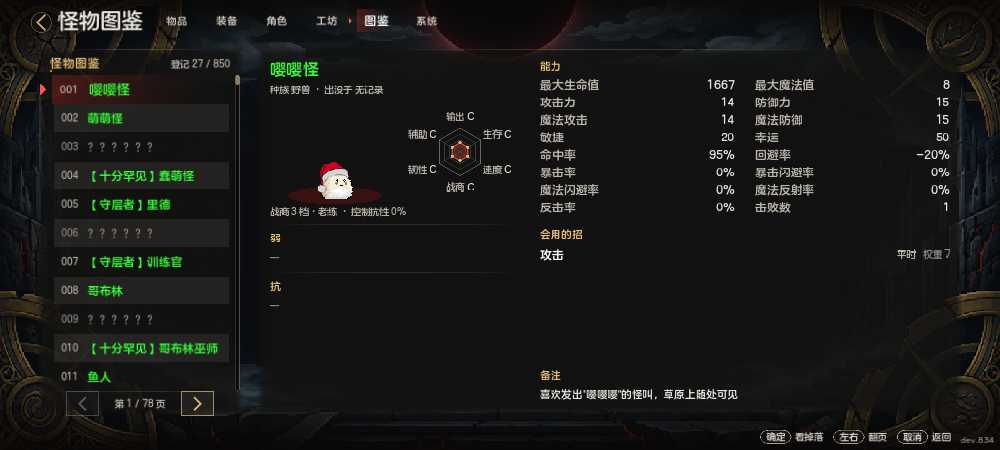 怪物图鉴 物品 装备 角色 工坊 图鉴 系统
怪物图鉴 登记 27 / 850
001 嘤嘤怪
002 萌萌怪
003 ? ? ? ? ? ?
004 【十分罕见】蠢萌怪
005 【守层者】里德
006 ? ? ? ? ? ?
007 【守层者】训练官
008 哥布林
009 ? ? ? ? ? ?
010 【十分罕见】哥布林巫师
011 鱼人
第 1 / 78 页
嘤嘤怪
种族 野兽 · 出没于 无记录
输出 C
辅助 C
生存 C
韧性 C
速度 C
战商 C
战商 3 档 · 老练 · 控制抗性 0%
弱
—
抗
—
能力
最大生命值 1667 最大魔法值 8
攻击力 14 防御力 15
魔法攻击 14 魔法防御 15
敏捷 20 幸运 50
命中率 95% 回避率 −20%
暴击率 0% 暴击闪避率 0%
魔法闪避率 0% 魔法反射率 0%
反击率 0% 击败数 1
会用的招
攻击 平时 权重 7
备注
喜欢发出"嘤嘤嘤"的怪叫，草原上随处可见
确定 看掉落 左右 翻页 取消 返回 dev.834